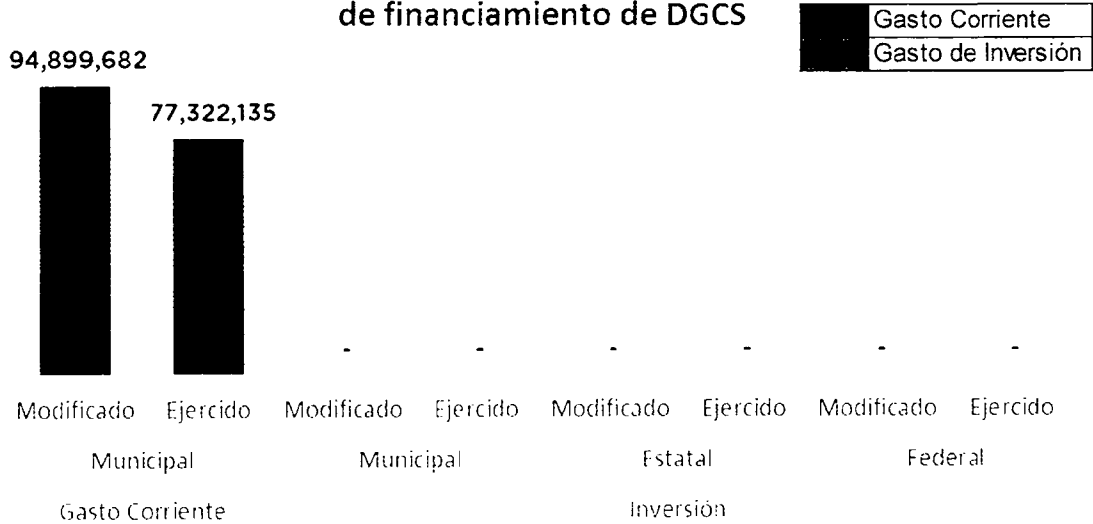 de financiamiento de DGCS
Gasto Corriente
Gasto de Inversión
94,899,682
77,322,135
- - - - - -
Modificado Ejercido Modificado Ejercido Modificado Ejercido Modificado Ejercido
Municipal Municipal Estatal Federal
Gasto Corriente Inversión